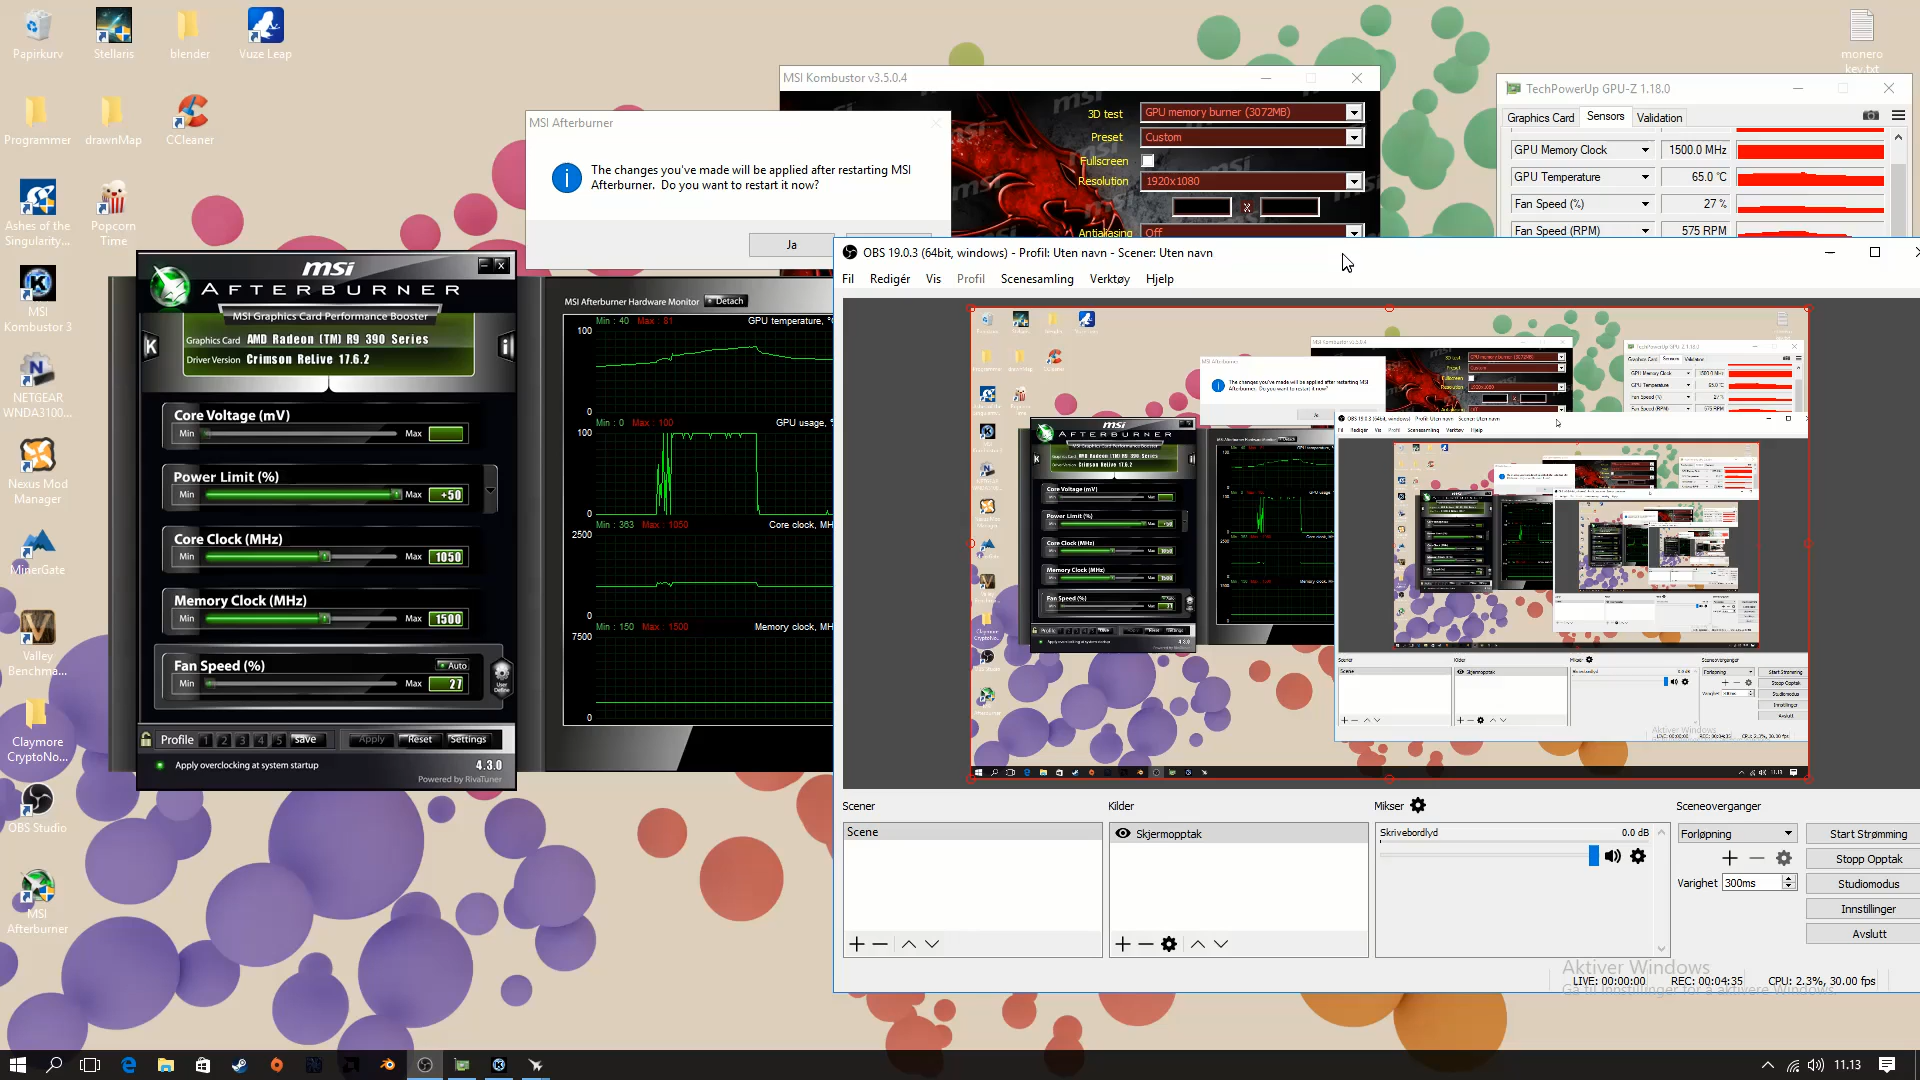 Papirkurv
Stellaris
blender
Vuze Leap
monero
key.txt
Programmer
drawnMap
CCleaner
Ashes of the
Singularity...
Popcorn
Time
MSI
Kombustor 3
NETGEAR
WNDA3100...
Nexus Mod
Manager
MinerGate
Valley
Benchma...
Claymore
CryptoNo...
OBS Studio
MSI
Afterburner
MSI Kombustor v3.5.0.4
3D test
GPU memory burner (3072MB)
Preset
Custom
Fullscreen
Resolution
1920x1080
X
Antialiasing
Off
TechPowerUp GPU-Z 1.18.0
Graphics Card
Sensors
Validation
GPU Memory Clock
1500.0 MHz
GPU Temperature
65.0 °C
Fan Speed (%)
27 %
Fan Speed (RPM)
575 RPM
MSI Afterburner
The changes you've made will be applied after restarting MSI
Afterburner. Do you want to restart it now?
Ja
msi
AFTERBURNER
MSI Graphics Card Performance Booster
K
i
Graphics Card AMD Radeon (TM) R9 390 Series
Driver Version Crimson ReLive 17.6.2
Core Voltage (mV)
Min
Max
Power Limit (%)
Min
Max
+50
Core Clock (MHz)
Min
Max
1050
Memory Clock (MHz)
Min
Max
1500
Fan Speed (%)
Auto
Min
Max
27
User
Define
Profile 1 2 3 4 5 save
Apply Reset Settings
Apply overclocking at system startup
4.3.0
Powered by RivaTuner
MSI Afterburner Hardware Monitor
Detach
Min : 40 Max : 81
GPU temperature, °
100
0
Min : 0 Max : 100
GPU usage, %
100
0
Min : 363 Max : 1050
Core clock, MH
2500
0
Min : 150 Max : 1500
Memory clock, MH
7500
0
OBS 19.0.3 (64bit, windows) - Profil: Uten navn - Scener: Uten navn
Fil
Redigér
Vis
Profil
Scenesamling
Verktøy
Hjelp
Scener
Scene
Kilder
Skjermopptak
Mikser
Skrivebordlyd
0.0 dB
Sceneoverganger
Forløpning
Varighet
300ms
Start Strømming
Stopp Opptak
Studiomodus
Innstillinger
Avslutt
Aktiver Windows
Gå til Innstillinger for å aktivere Windows.
LIVE: 00:00:00
REC: 00:04:35
CPU: 2.3%, 30.00 fps
11.13